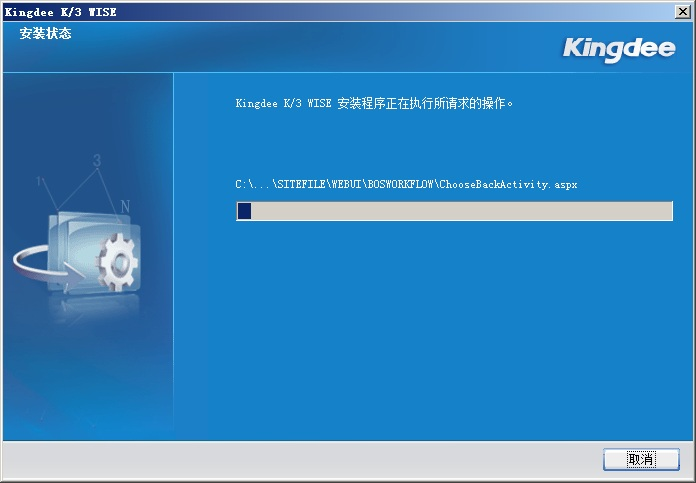 Kingdee K/3 WISE
安装状态
Kingdee
Kingdee K/3 WISE 安装程序正在执行所请求的操作。
C:\...\SITEFILE\WEBUI\BOSWORKFLOW\ChooseBackActivity.aspx
3
1
N
取消